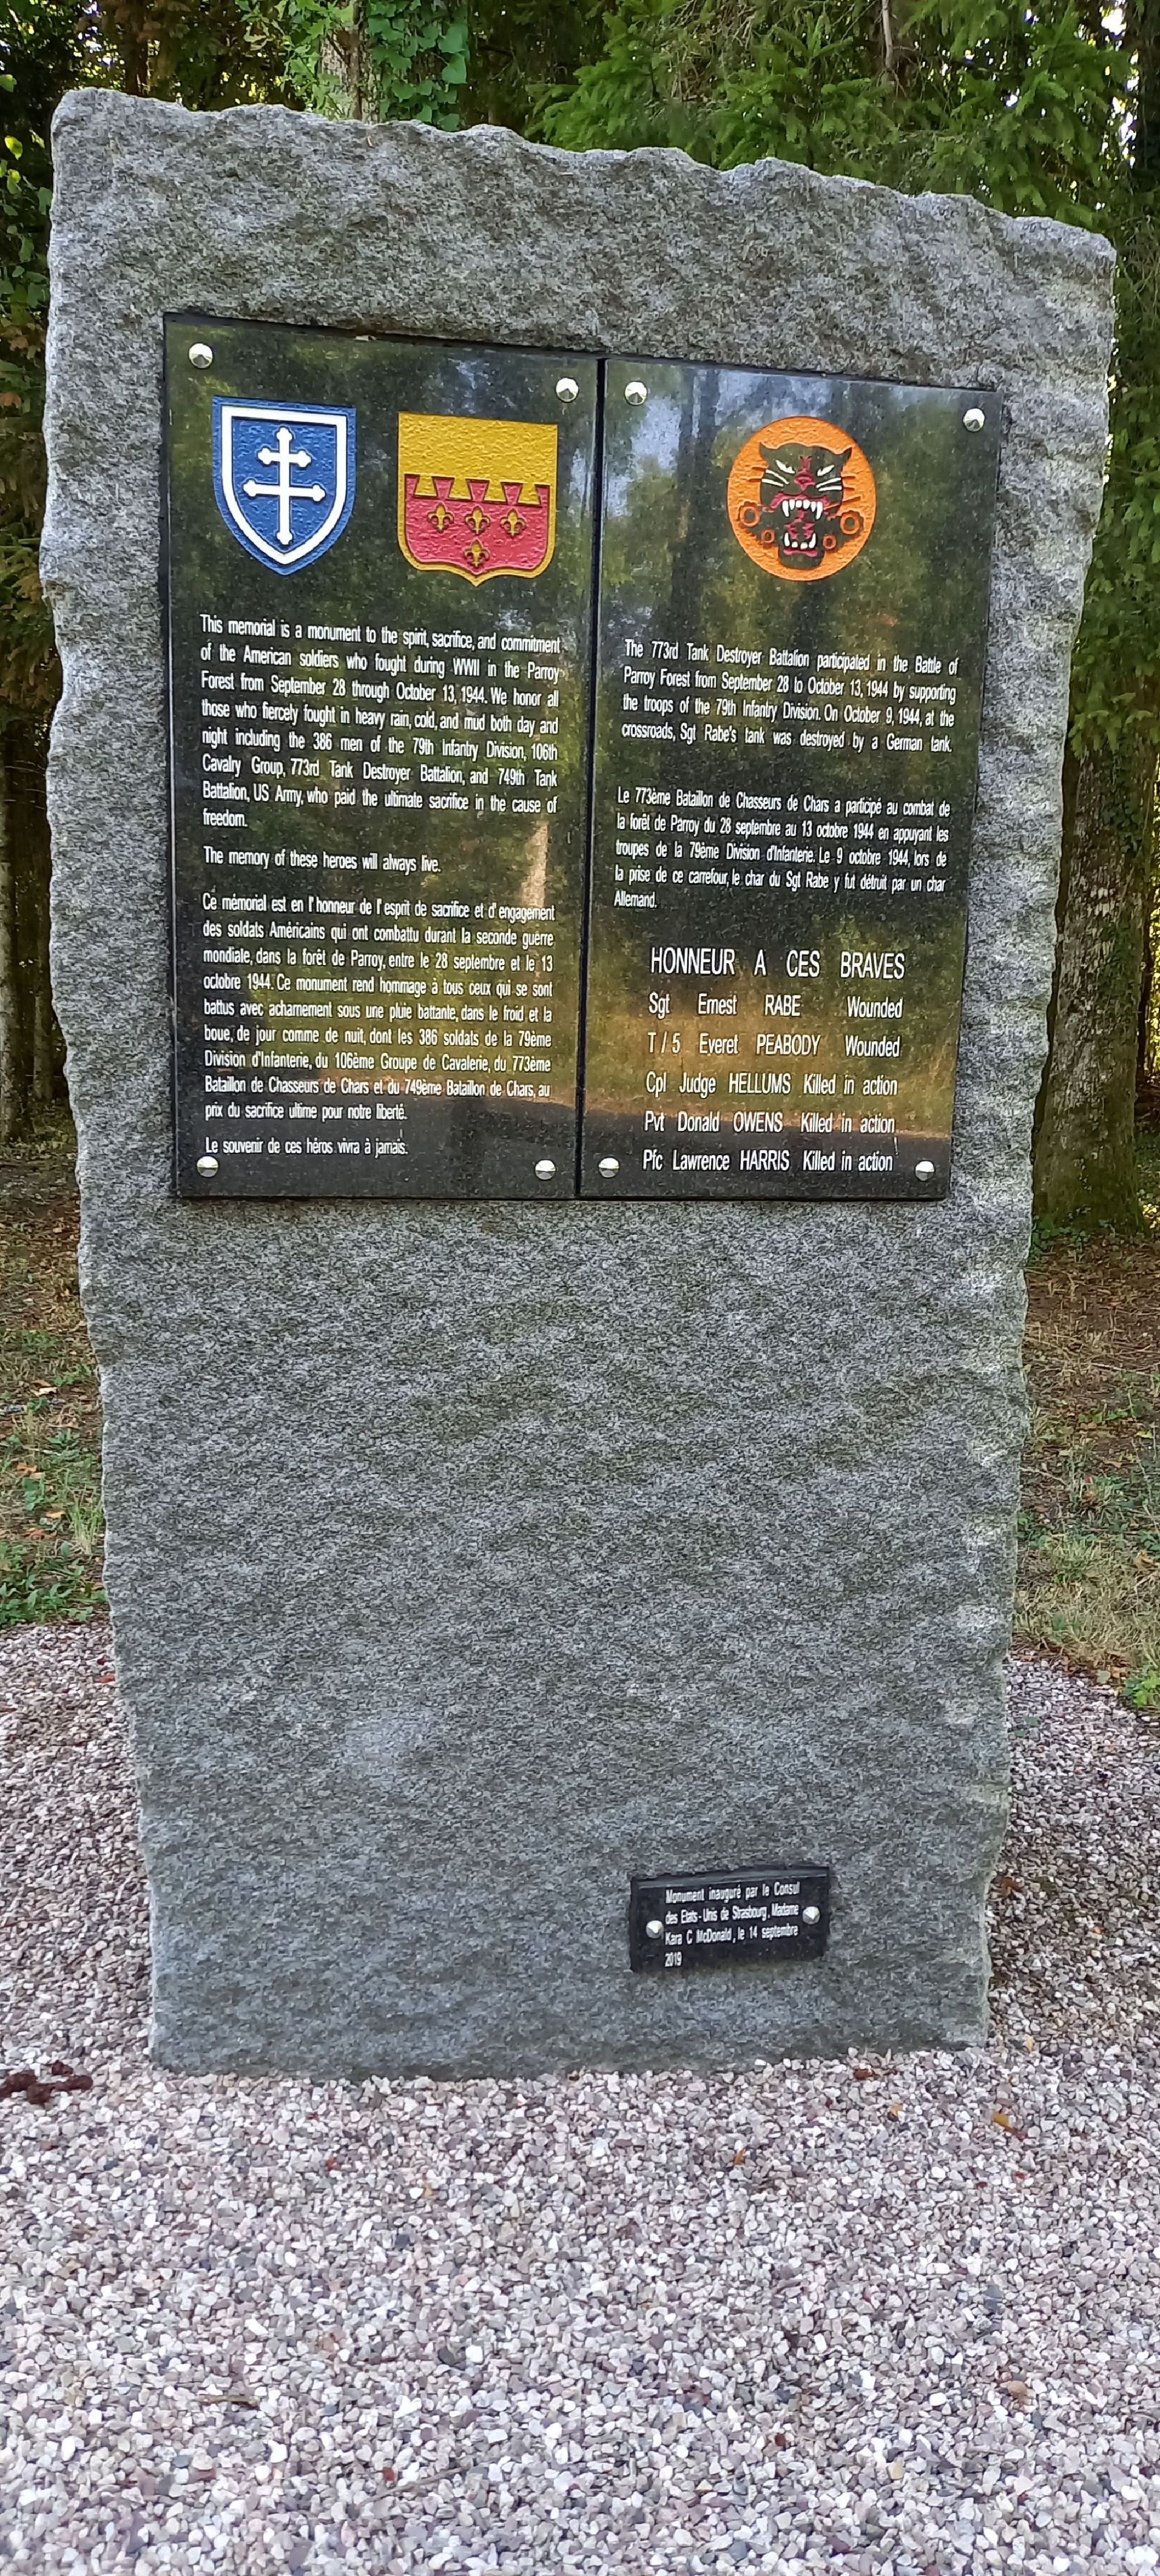 This memorial is a monument to the spirit, sacrifice, and commitment
of the American soldiers who fought during WWII in the Parroy
Forest from September 28 through October 13, 1944. We honor all
those who fiercely fought in heavy rain, cold, and mud both day and
night including the 386 men of the 79th Infantry Division, 106th
Cavalry Group, 773rd Tank Destroyer Battalion, and 749th Tank
Battalion, US Army, who paid the ultimate sacrifice in the cause of
freedom.
The memory of these heroes will always live.
Ce mémorial est en l'honneur de l'esprit de sacrifice et d'engagement
des soldats Américains qui ont combattu durant la seconde guerre
mondiale, dans la forêt de Parroy, entre le 28 septembre et le 13
octobre 1944. Ce monument rend hommage à tous ceux qui se sont
battus avec acharnement sous une pluie battante, dans le froid et la
boue, de jour comme de nuit, dont les 386 soldats de la 79ème
Division d'Infanterie, du 106ème Groupe de Cavalerie, du 773ème
Bataillon de Chasseurs de Chars et du 749ème Bataillon de Chars, au
prix du sacrifice ultime pour notre liberté.
Le souvenir de ces héros vivra à jamais.
The 773rd Tank Destroyer Battalion participated in the Battle of
Parroy Forest from September 28 to October 13, 1944 by supporting
the troops of the 79th Infantry Division. On October 9, 1944, at the
crossroads, Sgt Rabe's tank was destroyed by a German tank.
Le 773ème Bataillon de Chasseurs de Chars a participé au combat de
la forêt de Parroy du 28 septembre au 13 octobre 1944 en appuyant les
troupes de la 79ème Division d'Infanterie. Le 9 octobre 1944, lors de
la prise de ce carrefour, le char du Sgt Rabe y fut détruit par un char
Allemand.
HONNEUR A CES BRAVES
Sgt Ernest RABE Wounded
T / 5 Everet PEABODY Wounded
Cpl Judge HELLUMS Killed in action
Pvt Donald OWENS Killed in action
Pfc Lawrence HARRIS Killed in action
Monument inauguré par le Consul
des Etats-Unis de Strasbourg, Madame
Kara C McDonald, le 14 septembre
2019